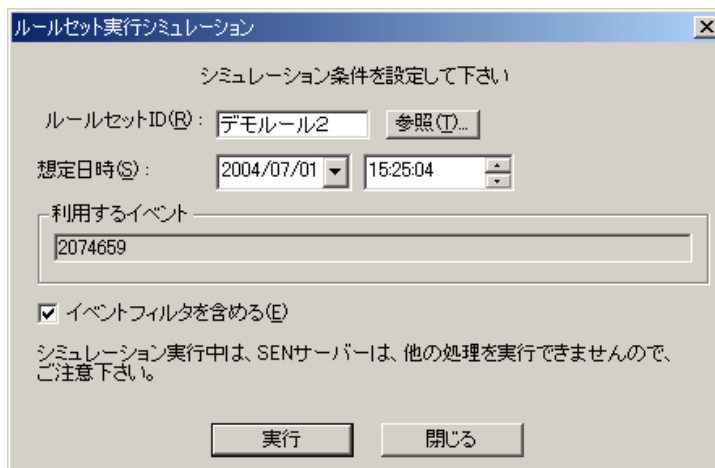 ルールセット実行シミュレーション
シミュレーション条件を設定して下さい
ルールセットID(R)： デモルール2 参照(T)...
想定日時(S)： 2004/07/01 15:25:04
利用するイベント
2074659
イベントフィルタを含める(E)
シミュレーション実行中は、SENサーバーは、他の処理を実行できませんので、
ご注意下さい。
実行 閉じる